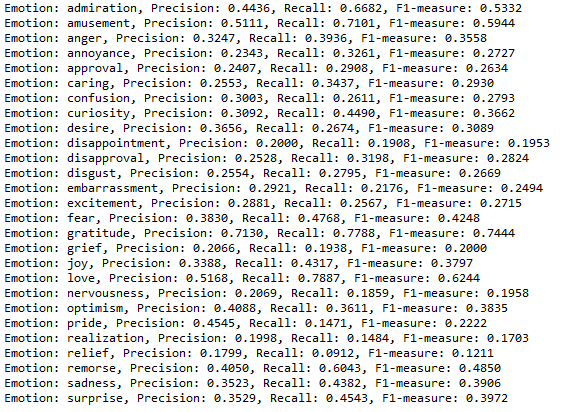 Emotion: admiration, Precision: 0.4436, Recall: 0.6682, F1-measure: 0.5332
Emotion: amusement, Precision: 0.5111, Recall: 0.7101, F1-measure: 0.5944
Emotion: anger, Precision: 0.3247, Recall: 0.3936, F1-measure: 0.3558
Emotion: annoyance, Precision: 0.2343, Recall: 0.3261, F1-measure: 0.2727
Emotion: approval, Precision: 0.2407, Recall: 0.2908, F1-measure: 0.2634
Emotion: caring, Precision: 0.2553, Recall: 0.3437, F1-measure: 0.2930
Emotion: confusion, Precision: 0.3003, Recall: 0.2611, F1-measure: 0.2793
Emotion: curiosity, Precision: 0.3092, Recall: 0.4490, F1-measure: 0.3662
Emotion: desire, Precision: 0.3656, Recall: 0.2674, F1-measure: 0.3089
Emotion: disappointment, Precision: 0.2000, Recall: 0.1908, F1-measure: 0.1953
Emotion: disapproval, Precision: 0.2528, Recall: 0.3198, F1-measure: 0.2824
Emotion: disgust, Precision: 0.2554, Recall: 0.2795, F1-measure: 0.2669
Emotion: embarrassment, Precision: 0.2921, Recall: 0.2176, F1-measure: 0.2494
Emotion: excitement, Precision: 0.2881, Recall: 0.2567, F1-measure: 0.2715
Emotion: fear, Precision: 0.3830, Recall: 0.4768, F1-measure: 0.4248
Emotion: gratitude, Precision: 0.7130, Recall: 0.7788, F1-measure: 0.7444
Emotion: grief, Precision: 0.2066, Recall: 0.1938, F1-measure: 0.2000
Emotion: joy, Precision: 0.3388, Recall: 0.4317, F1-measure: 0.3797
Emotion: love, Precision: 0.5168, Recall: 0.7887, F1-measure: 0.6244
Emotion: nervousness, Precision: 0.2069, Recall: 0.1859, F1-measure: 0.1958
Emotion: optimism, Precision: 0.4088, Recall: 0.3611, F1-measure: 0.3835
Emotion: pride, Precision: 0.4545, Recall: 0.1471, F1-measure: 0.2222
Emotion: realization, Precision: 0.1998, Recall: 0.1484, F1-measure: 0.1703
Emotion: relief, Precision: 0.1799, Recall: 0.0912, F1-measure: 0.1211
Emotion: remorse, Precision: 0.4050, Recall: 0.6043, F1-measure: 0.4850
Emotion: sadness, Precision: 0.3523, Recall: 0.4382, F1-measure: 0.3906
Emotion: surprise, Precision: 0.3529, Recall: 0.4543, F1-measure: 0.3972